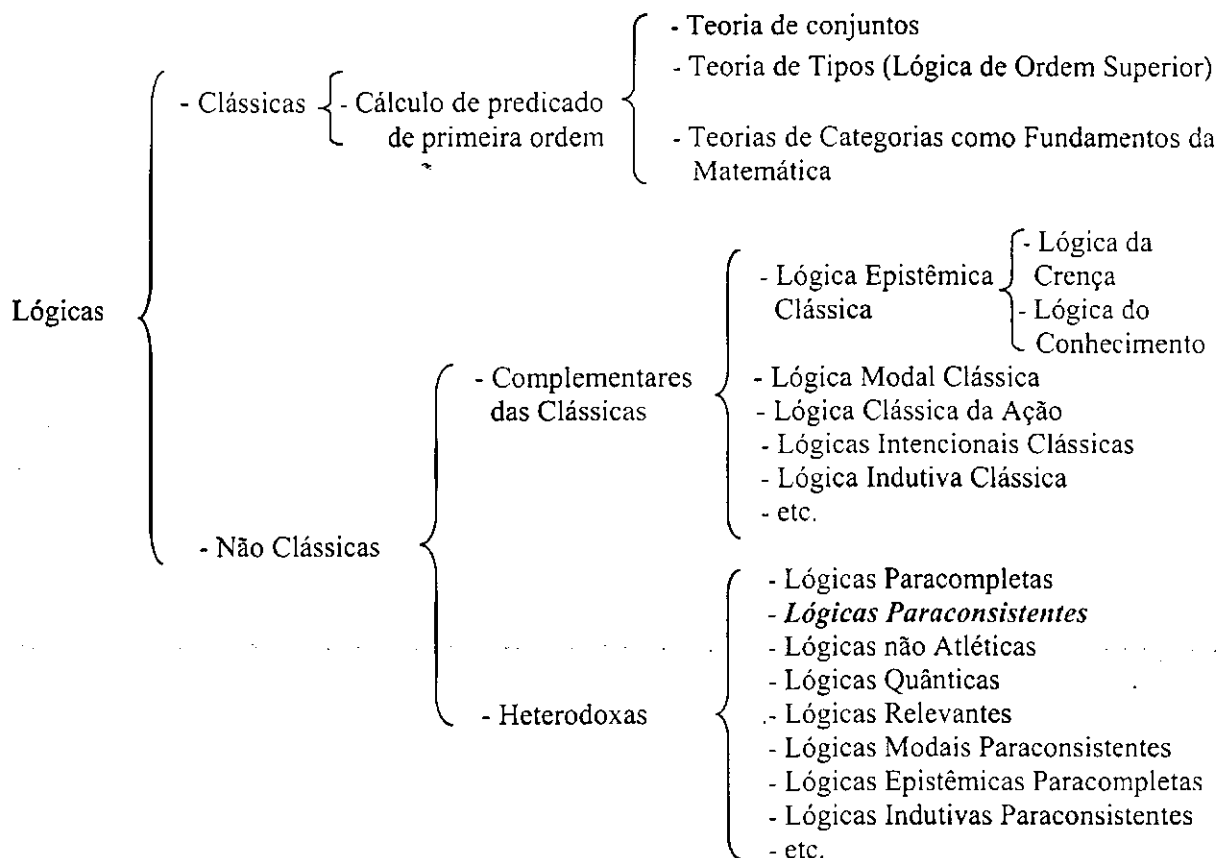 Lógicas
- Clássicas
- Cálculo de predicado
de primeira ordem
- Teoria de conjuntos
- Teoria de Tipos (Lógica de Ordem Superior)
- Teorias de Categorias como Fundamentos da
Matemática
- Não Clássicas
- Complementares
das Clássicas
- Lógica Epistêmica
Clássica
- Lógica da
Crença
- Lógica do
Conhecimento
- Lógica Modal Clássica
- Lógica Clássica da Ação
- Lógicas Intencionais Clássicas
- Lógica Indutiva Clássica
- etc.
- Heterodoxas
- Lógicas Paracompletas
- Lógicas Paraconsistentes
- Lógicas não Atléticas
- Lógicas Quânticas
- Lógicas Relevantes
- Lógicas Modais Paraconsistentes
- Lógicas Epistêmicas Paracompletas
- Lógicas Indutivas Paraconsistentes
- etc.